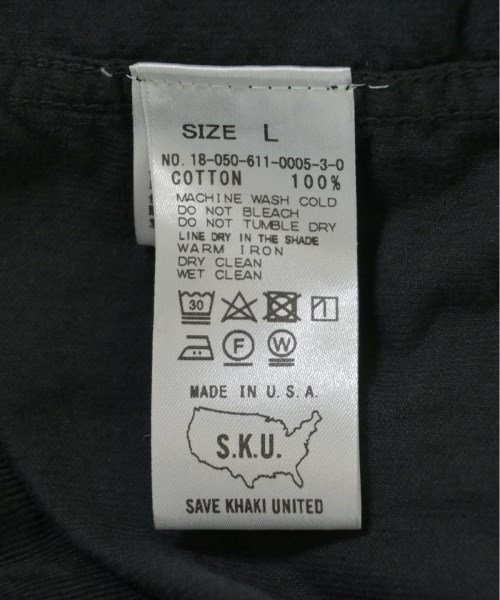 SIZE L
NO. 18-050-611-0005-3-0
COTTON 100%
MACHINE WASH COLD
DO NOT BLEACH
DO NOT TUMBLE DRY
LINE DRY IN THE SHADE
WARM IRON
DRY CLEAN
WET CLEAN
30
F W
MADE IN U.S.A.
S.K.U.
SAVE KHAKI UNITED